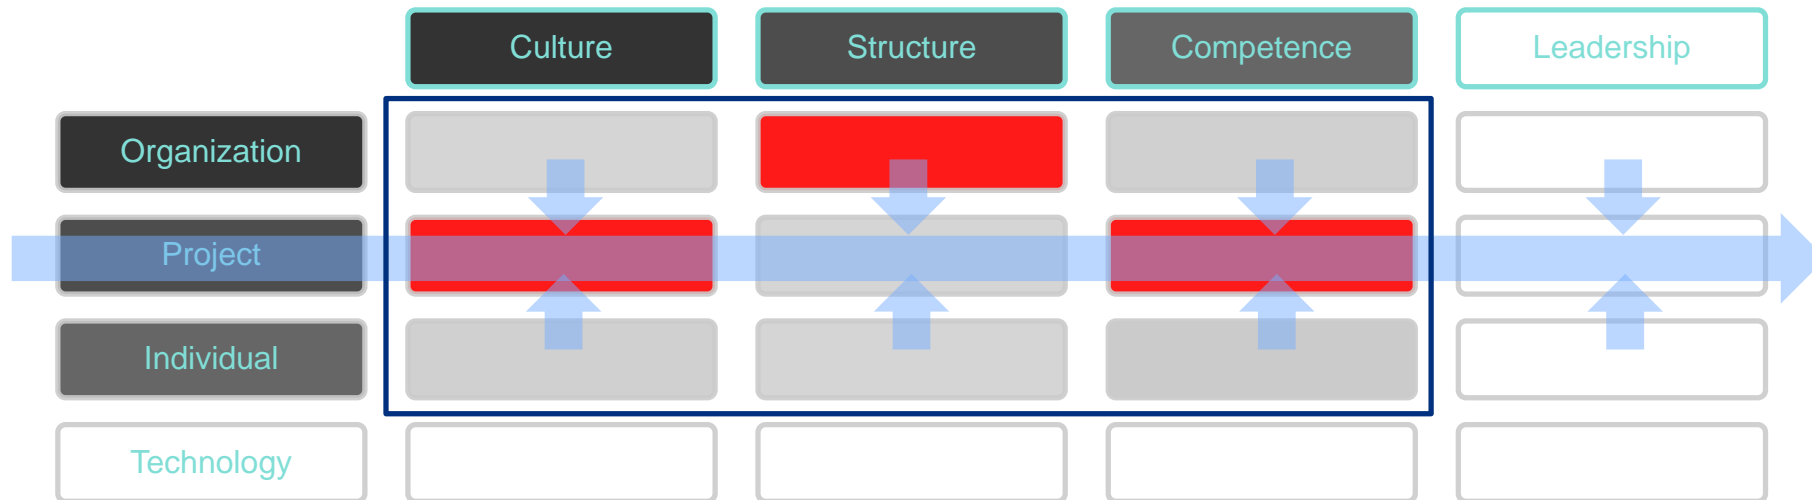 Culture
Structure
Competence
Leadership
Organization
Project
Individual
Technology